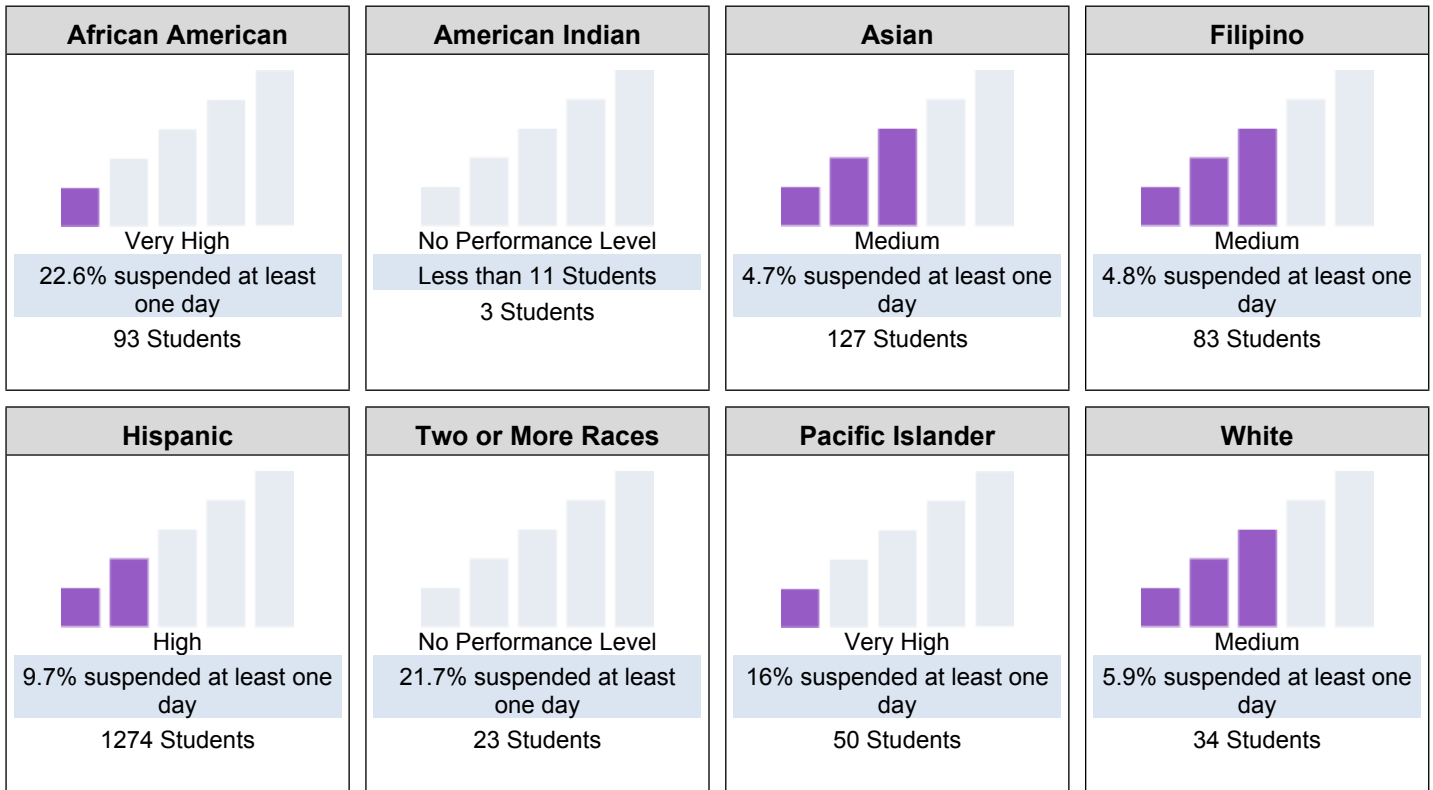 African American
Very High
22.6% suspended at least
one day
93 Students
American Indian
No Performance Level
Less than 11 Students
3 Students
Asian
Medium
4.7% suspended at least one
day
127 Students
Filipino
Medium
4.8% suspended at least one
day
83 Students
Hispanic
High
9.7% suspended at least one
day
1274 Students
Two or More Races
No Performance Level
21.7% suspended at least
one day
23 Students
Pacific Islander
Very High
16% suspended at least one
day
50 Students
White
Medium
5.9% suspended at least one
day
34 Students